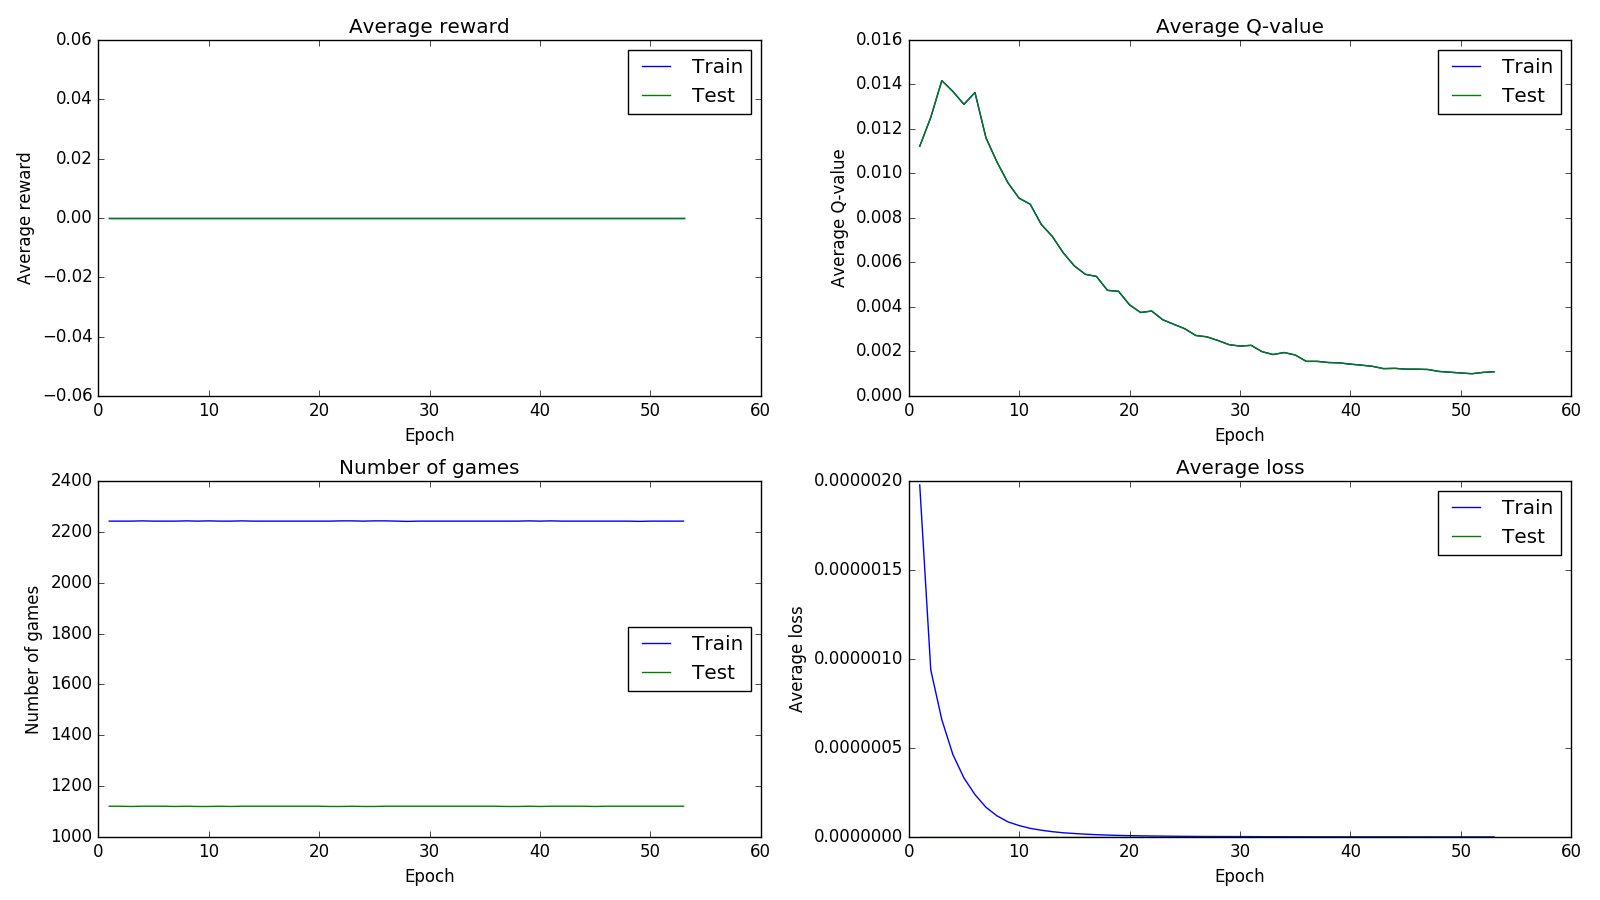 Average reward
Average reward
0.06
0.04
0.02
0.00
−0.02
−0.04
−0.06
0 10 20 30 40 50 60
Epoch
Train
Test
Average Q-value
Average Q-value
0.016
0.014
0.012
0.010
0.008
0.006
0.004
0.002
0.000
0 10 20 30 40 50 60
Epoch
Train
Test
Number of games
Number of games
2400
2200
2000
1800
1600
1400
1200
1000
0 10 20 30 40 50 60
Epoch
Train
Test
Average loss
Average loss
0.0000020
0.0000015
0.0000010
0.0000005
0.0000000
0 10 20 30 40 50 60
Epoch
Train
Test